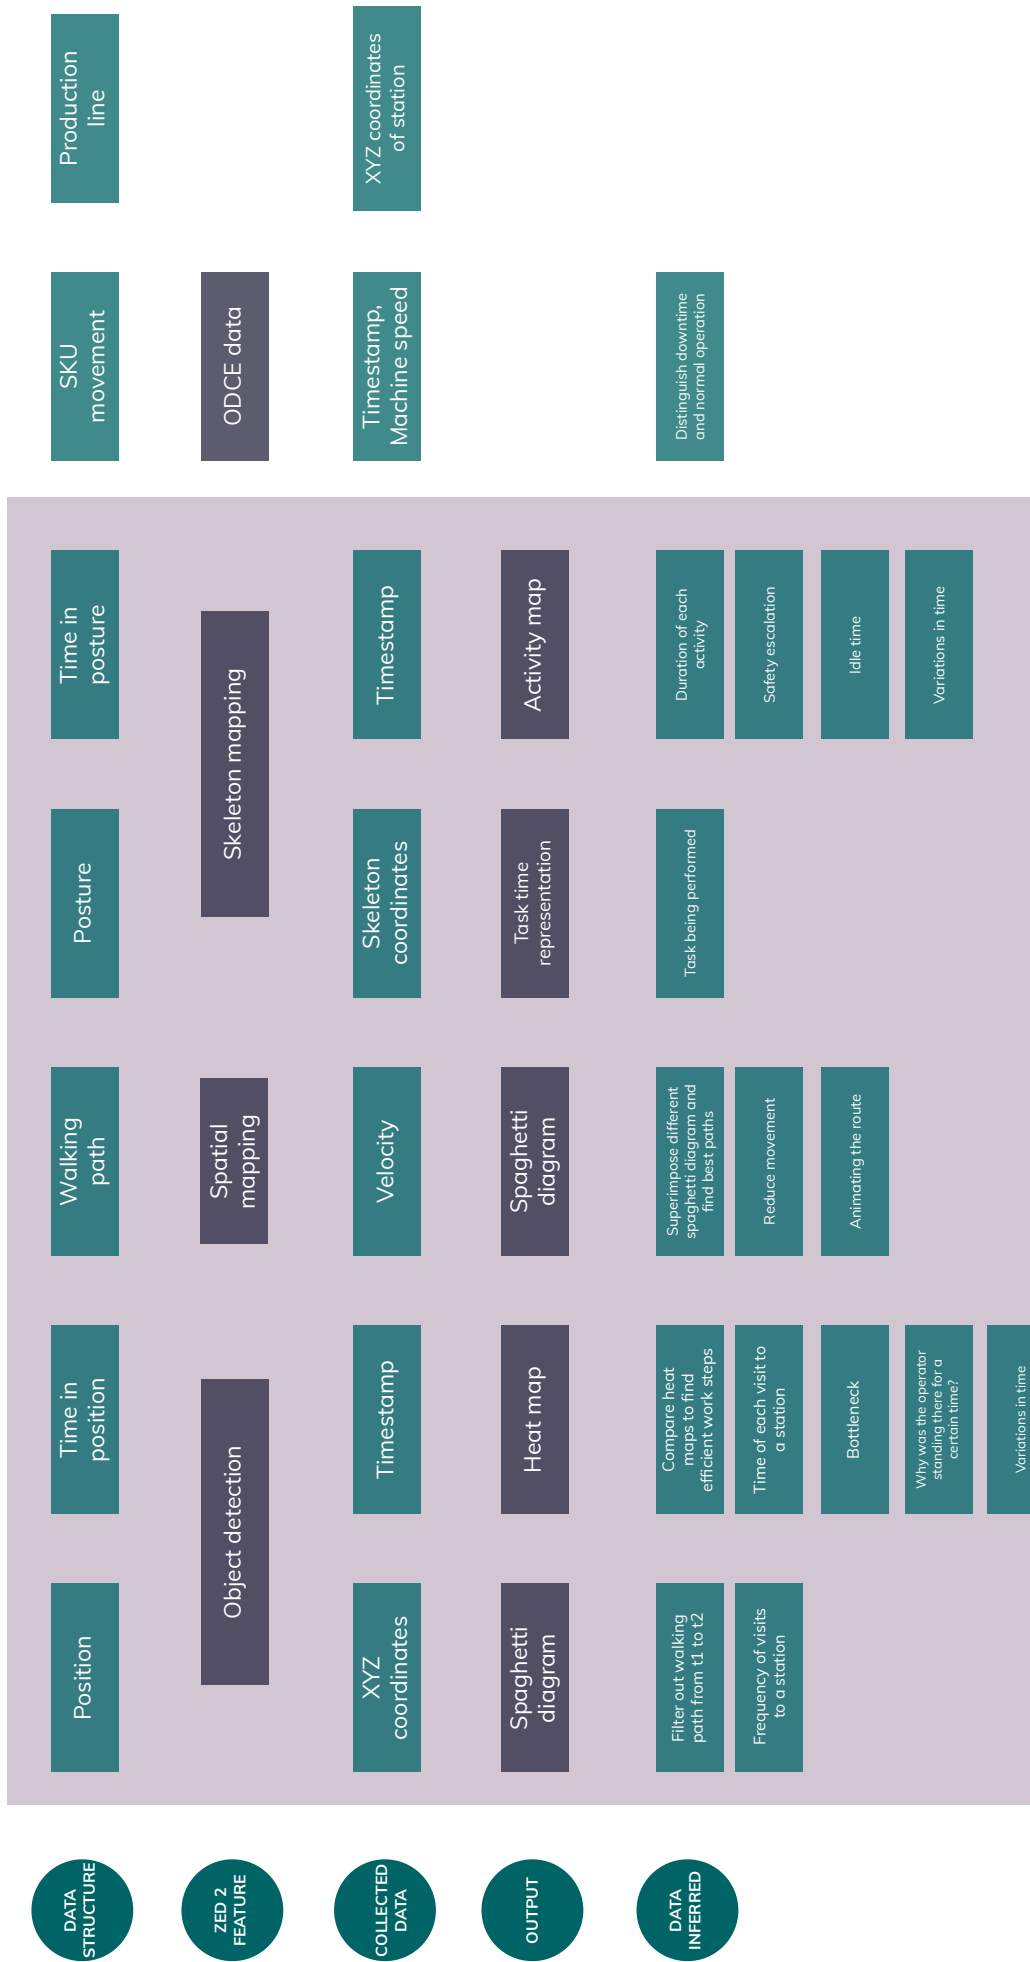 DATA
STRUCTURE
Position
Time in
position
Walking
path
Posture
Time in
posture
SKU
movement
Production
line
ZED 2
FEATURE
Object detection
Spatial
mapping
Skeleton mapping
ODCE data
COLLECTED
DATA
XYZ
coordinates
Timestamp
Velocity
Skeleton
coordinates
Timestamp
Timestamp,
Machine speed
XYZ coordinates
of station
OUTPUT
Spaghetti
diagram
Heat map
Spaghetti
diagram
Task time
representation
Activity map
DATA
INFERRED
Filter out walking
path from t1 to t2
Compare heat
maps to find
efficient work steps
Superimpose different
spaghetti diagram and
find best paths
Task being performed
Duration of each
activity
Distinguish downtime
and normal operation
Frequency of visits
to a station
Time of each visit to
a station
Reduce movement
Safety escalation
Bottleneck
Animating the route
Idle time
Why was the operator
standing there for a
certain time?
Variations in time
Variations in time